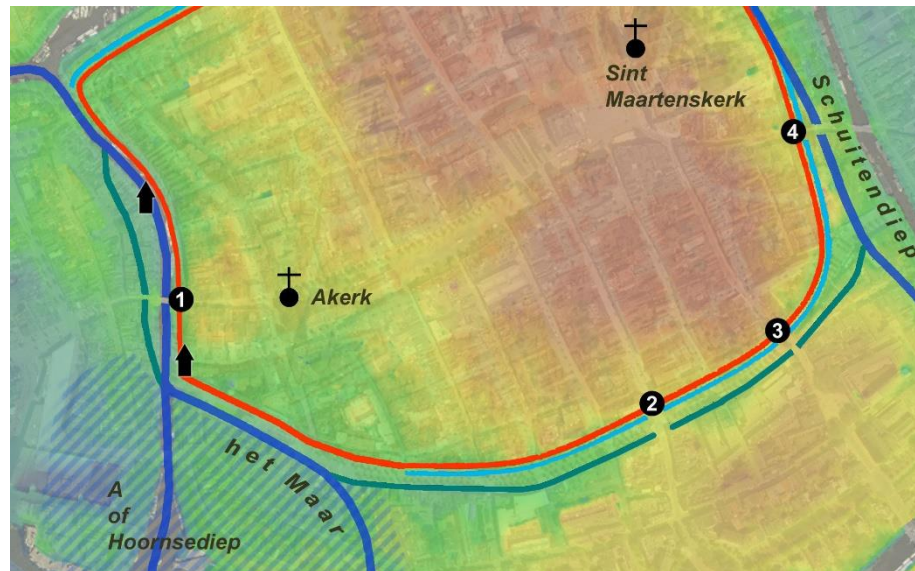 Sint
Maartenskerk
Schuitendiep
4
1
Akerk
3
2
het Maar
A
of
Hoornsediep